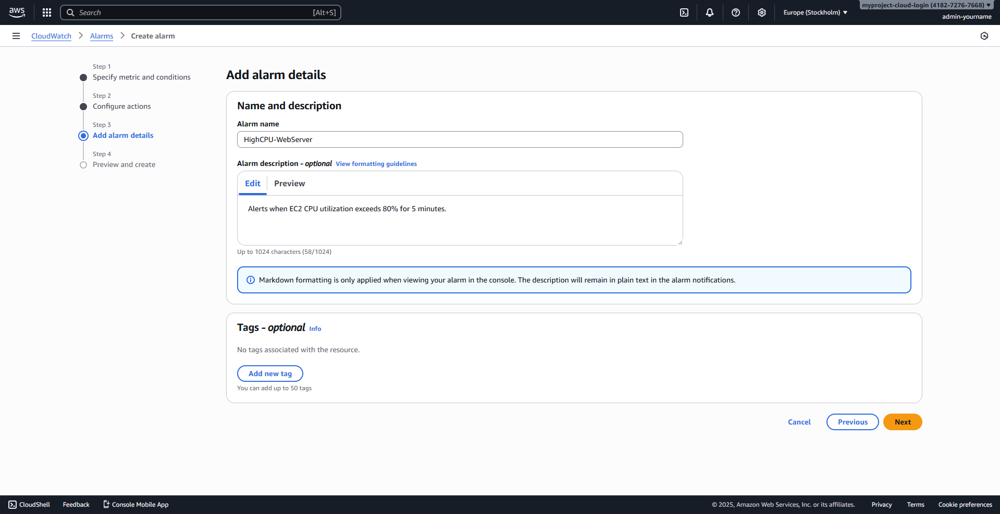 aws
Search
[Alt+S]
Europe (Stockholm)
myproject-cloud-login (4182-7276-7668)
admin-yourname
CloudWatch
Alarms
Create alarm
Step 1
Specify metric and conditions
Step 2
Configure actions
Step 3
Add alarm details
Step 4
Preview and create
Add alarm details
Name and description
Alarm name
HighCPU-WebServer
Alarm description - optional View formatting guidelines
Edit
Preview
Alerts when EC2 CPU utilization exceeds 80% for 5 minutes.
Up to 1024 characters (58/1024)
Markdown formatting is only applied when viewing your alarm in the console. The description will remain in plain text in the alarm notifications.
Tags - optional Info
No tags associated with the resource.
Add new tag
You can add up to 50 tags
Cancel
Previous
Next
CloudShell
Feedback
Console Mobile App
© 2025, Amazon Web Services, Inc. or its affiliates.
Privacy
Terms
Cookie preferences